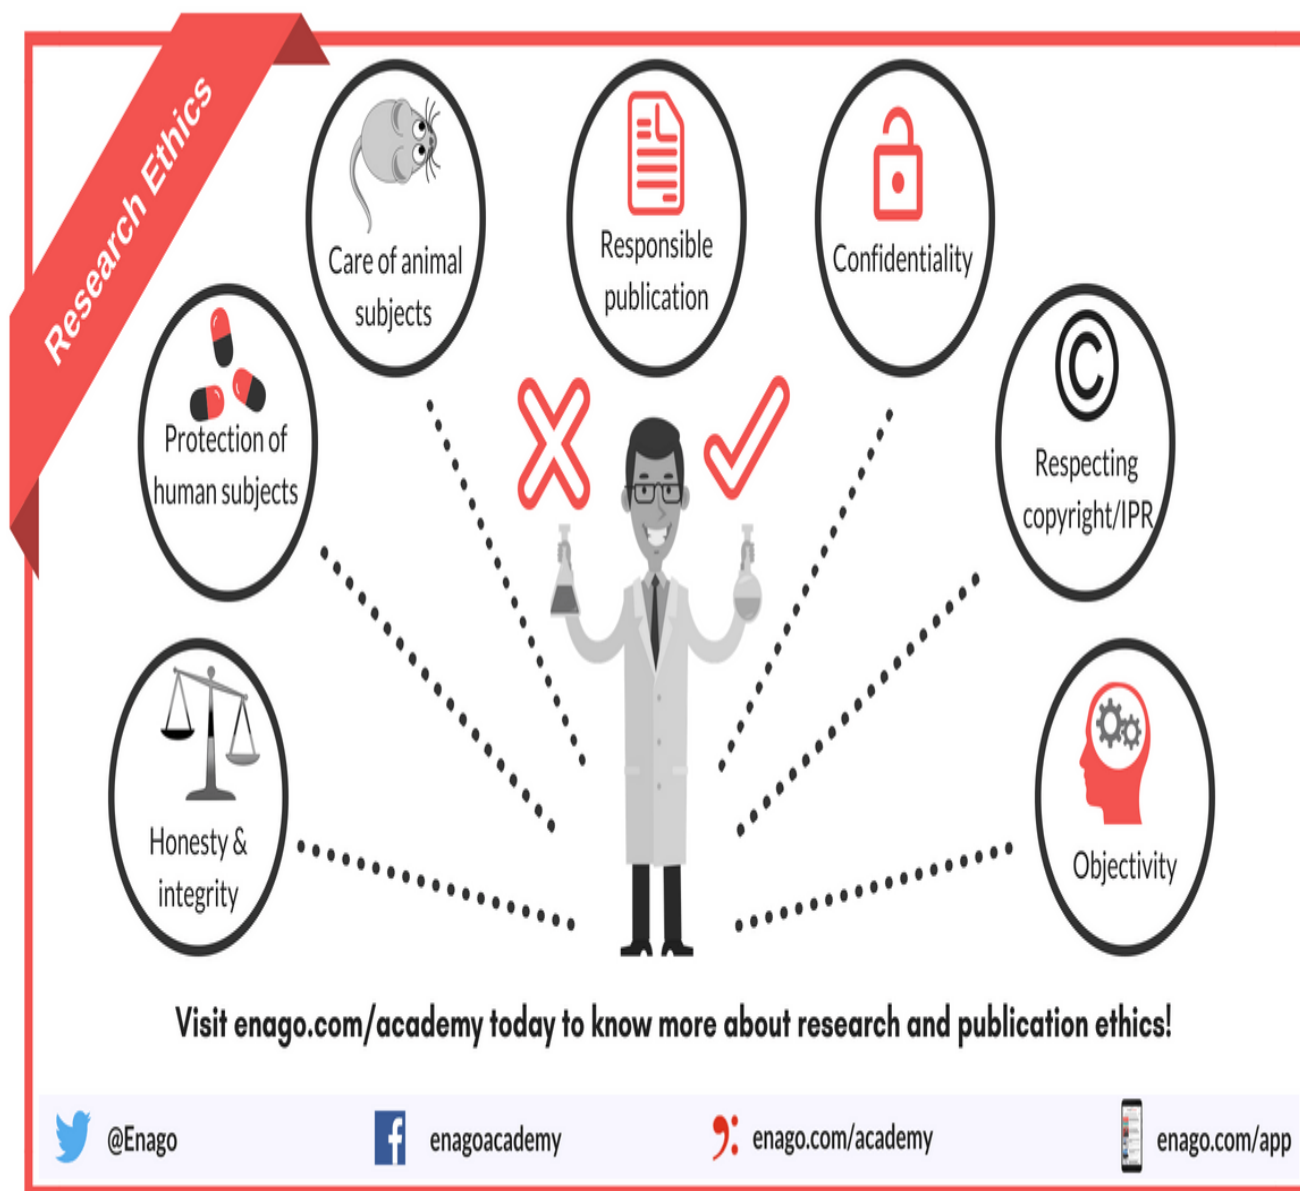 Research Ethics
Care of animal
subjects
Responsible
publication
Confidentiality
Protection of
human subjects
Respecting
copyright/IPR
Honesty &
integrity
Objectivity
Visit enago.com/academy today to know more about research and publication ethics!
@Enago
enagoacademy
enago.com/academy
enago.com/app